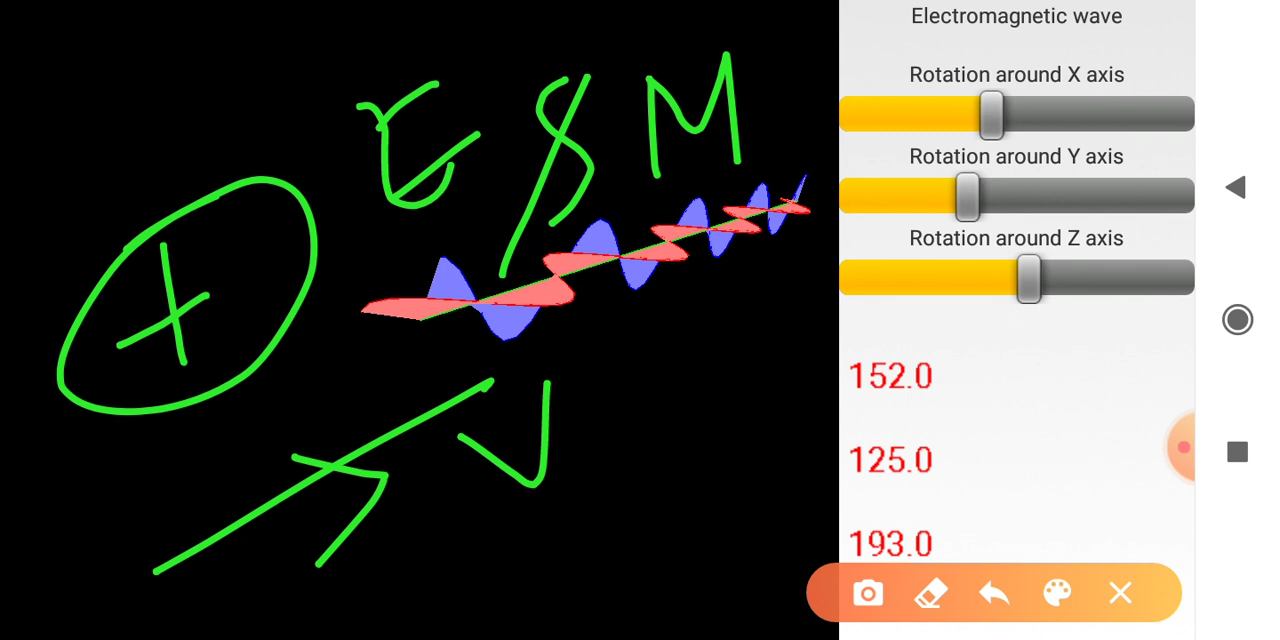 Electromagnetic wave
Rotation around X axis
Rotation around Y axis
Rotation around Z axis
152.0
125.0
193.0
E $ M
+
V